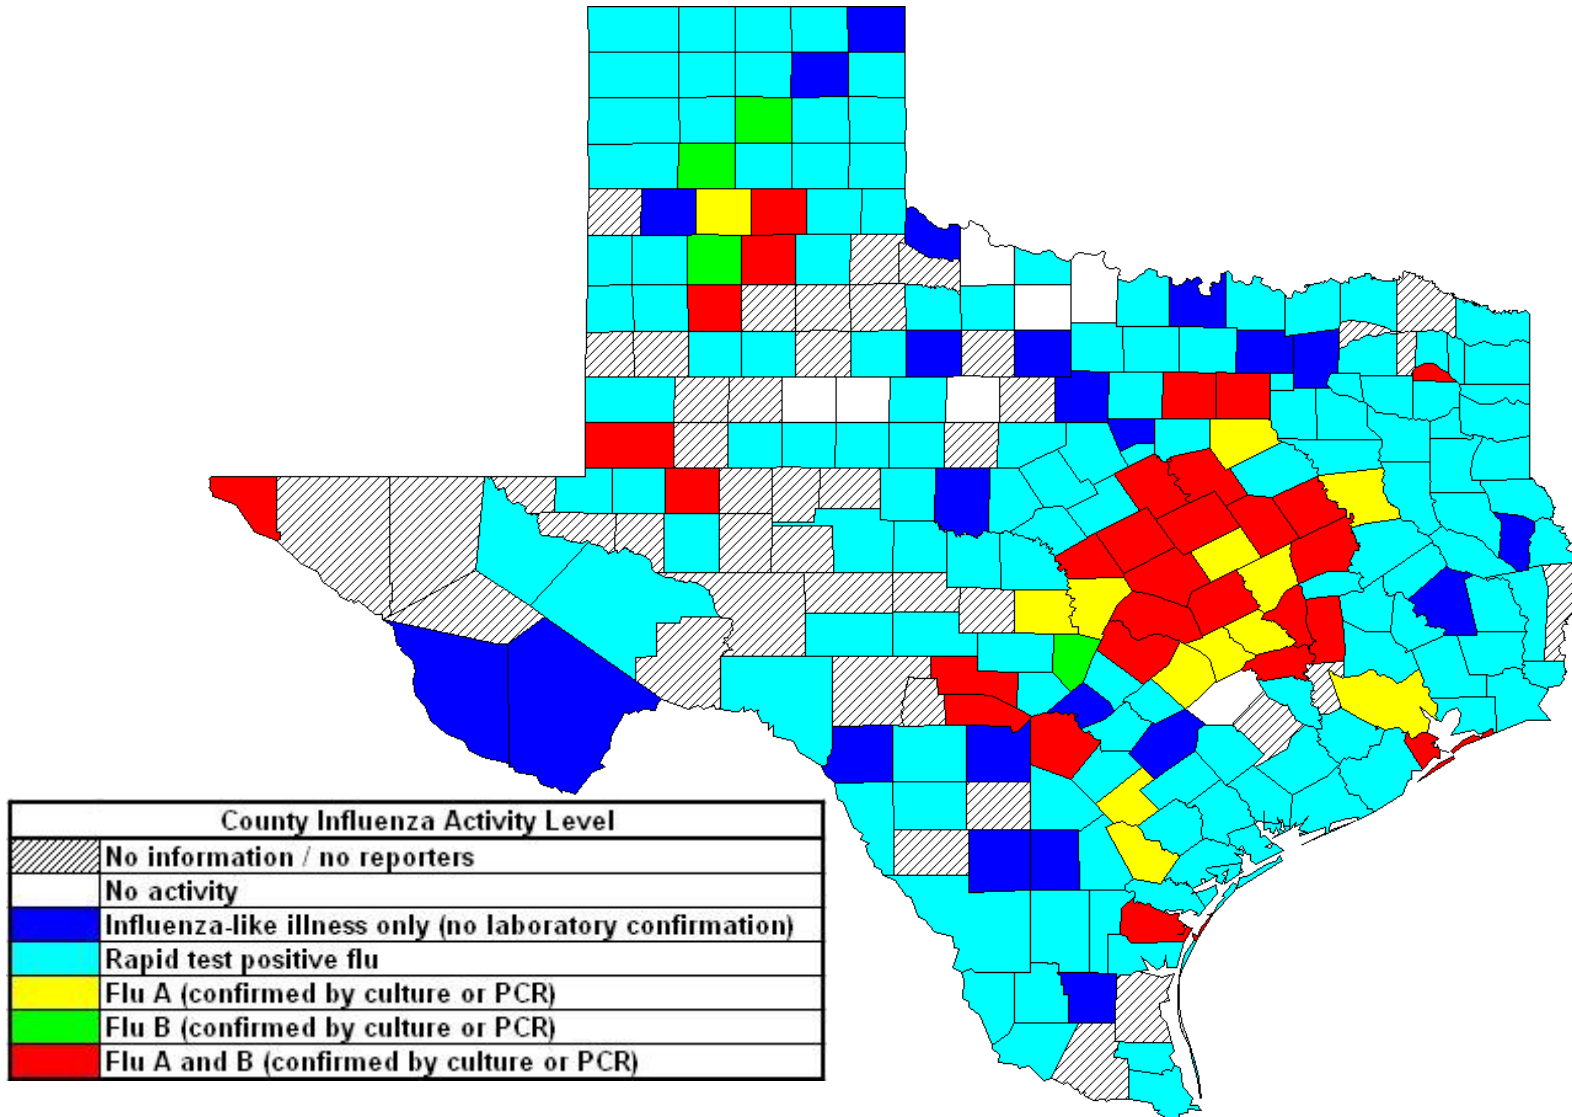 County Influenza Activity Level
No information / no reporters
No activity
Influenza-like illness only (no laboratory confirmation)
Rapid test positive flu
Flu A (confirmed by culture or PCR)
Flu B (confirmed by culture or PCR)
Flu A and B (confirmed by culture or PCR)